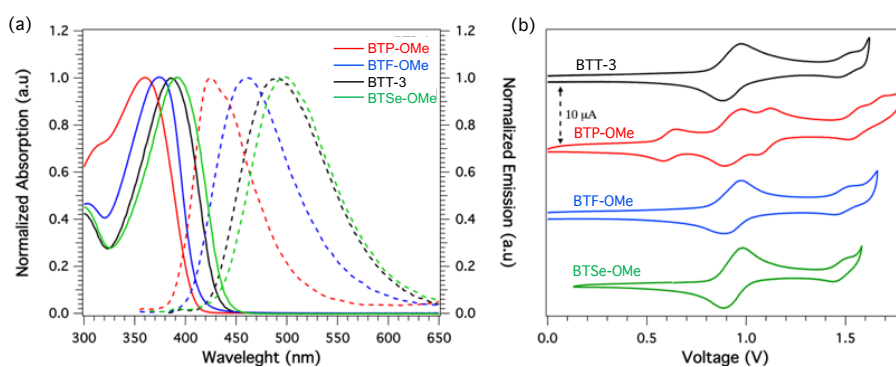 (a)
1.2
1.0
0.8
0.6
0.4
0.2
0.0
Normalized Absorption (a.u)
300
350
400
450
500
550
600
650
Waveleght (nm)
BTP-OMe
BTF-OMe
BTT-3
BTSe-OMe
1.2
1.0
0.8
0.6
0.4
0.2
0.0
Normalized Emission (a.u)
(b)
BTT-3
10 µA
BTP-OMe
BTF-OMe
BTSe-OMe
0.0
0.5
1.0
1.5
Voltage (V)